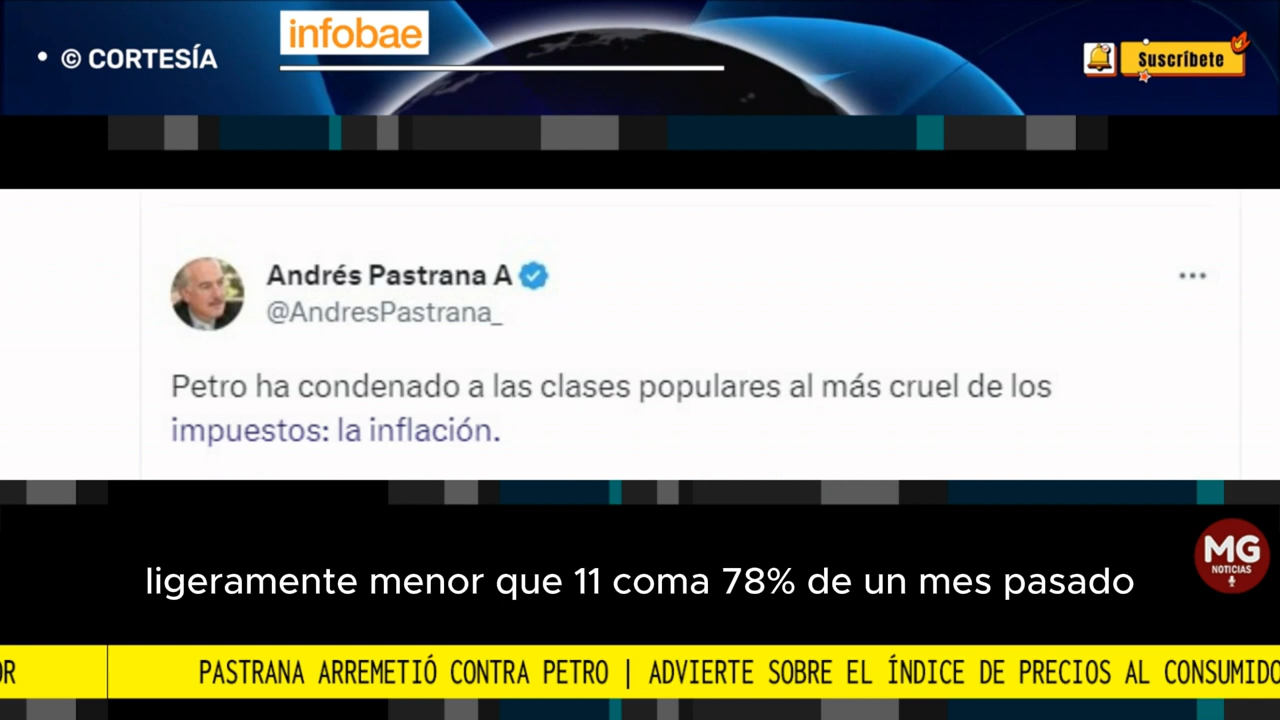 • © CORTESÍA
infobae
Suscríbete
Andrés Pastrana A
@AndresPastrana_
Petro ha condenado a las clases populares al más cruel de los
impuestos: la inflación.
ligeramente menor que 11 coma 78% de un mes pasado
MG
NOTICIAS
OR
PASTRANA ARREMETIÓ CONTRA PETRO | ADVIERTE SOBRE EL ÍNDICE DE PRECIOS AL CONSUMIDO